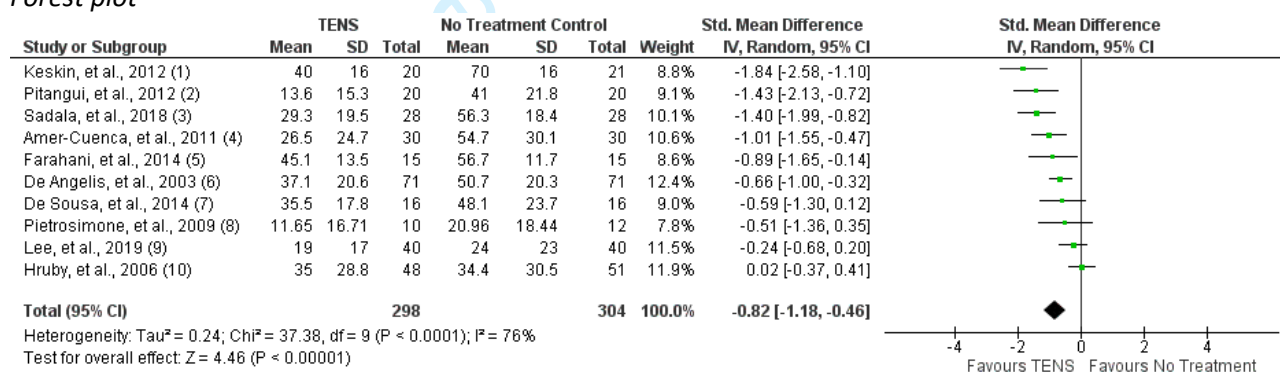 Forest plot
TENS No Treatment Control Std. Mean Difference Std. Mean Difference
Study or Subgroup Mean SD Total Mean SD Total Weight IV, Random, 95% CI IV, Random, 95% CI
Keskin, et al., 2012 (1) 40 16 20 70 16 21 8.8% -1.84 [-2.58, -1.10]
Pitangui, et al., 2012 (2) 13.6 15.3 20 41 21.8 20 9.1% -1.43 [-2.13, -0.72]
Sadala, et al., 2018 (3) 29.3 19.5 28 56.3 18.4 28 10.1% -1.40 [-1.99, -0.82]
Amer-Cuenca, et al., 2011 (4) 26.5 24.7 30 54.7 30.1 30 10.6% -1.01 [-1.55, -0.47]
Farahani, et al., 2014 (5) 45.1 13.5 15 56.7 11.7 15 8.6% -0.89 [-1.65, -0.14]
De Angelis, et al., 2003 (6) 37.1 20.6 71 50.7 20.3 71 12.4% -0.66 [-1.00, -0.32]
De Sousa, et al., 2014 (7) 35.5 17.8 16 48.1 23.7 16 9.0% -0.59 [-1.30, 0.12]
Pietrosimone, et al., 2009 (8) 11.65 16.71 10 20.96 18.44 12 7.8% -0.51 [-1.36, 0.35]
Lee, et al., 2019 (9) 19 17 40 24 23 40 11.5% -0.24 [-0.68, 0.20]
Hruby, et al., 2006 (10) 35 28.8 48 34.4 30.5 51 11.9% 0.02 [-0.37, 0.41]
Total (95% CI) 298 304 100.0% -0.82 [-1.18, -0.46]
Heterogeneity: Tau² = 0.24; Chi² = 37.38, df = 9 (P < 0.0001); I² = 76%
Test for overall effect: Z = 4.46 (P < 0.00001)
-4 -2 0 2 4
Favours TENS Favours No Treatment